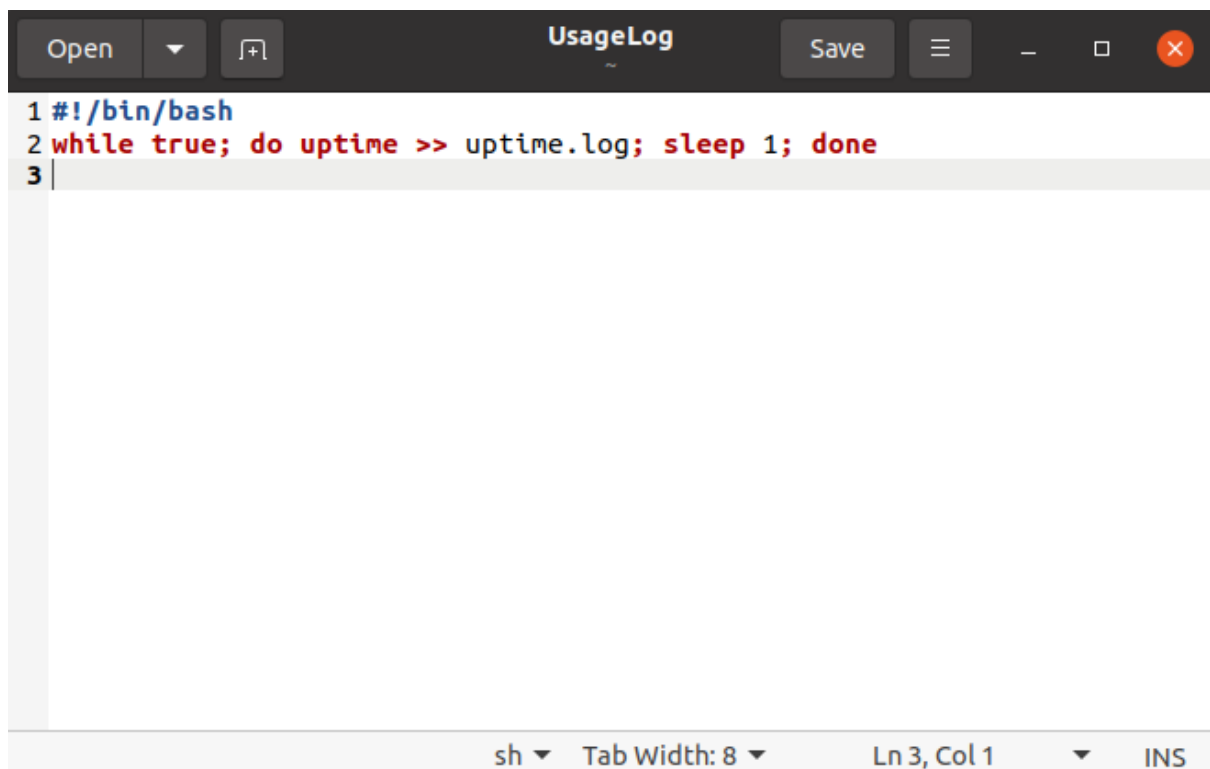 Open
UsageLog
~
Save
1 #!/bin/bash
2 while true; do uptime >> uptime.log; sleep 1; done
3
sh Tab Width: 8 Ln 3, Col 1 INS